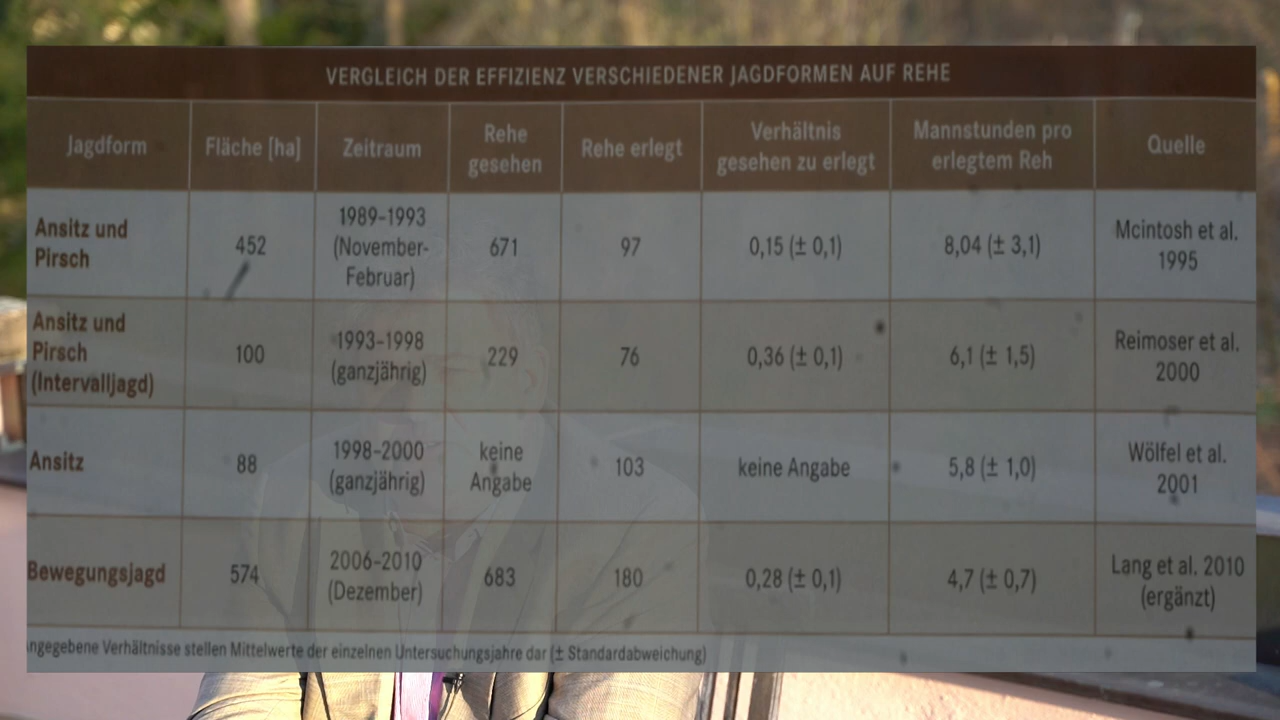 VERGLEICH DER EFFIZIENZ VERSCHIEDENER JAGDFORMEN AUF REHE
Jagdform Fläche [ha] Zeitraum Rehe gesehen Rehe erlegt Verhältnis gesehen zu erlegt Mannstunden pro erlegtem Reh Quelle
Ansitz und Pirsch 452 1989-1993 (November-Februar) 671 97 0,15 (± 0,1) 8,04 (± 3,1) Mcintosh et al. 1995
Ansitz und Pirsch (Intervalljagd) 100 1993-1998 (ganzjährig) 229 76 0,36 (± 0,1) 6,1 (± 1,5) Reimoser et al. 2000
Ansitz 88 1998-2000 (ganzjährig) keine Angabe 103 keine Angabe 5,8 (± 1,0) Wölfel et al. 2001
Bewegungsjagd 574 2006-2010 (Dezember) 683 180 0,28 (± 0,1) 4,7 (± 0,7) Lang et al. 2010 (ergänzt)
ngegebene Verhältnisse stellen Mittelwerte der einzelnen Untersuchungsjahre dar (± Standardabweichung)